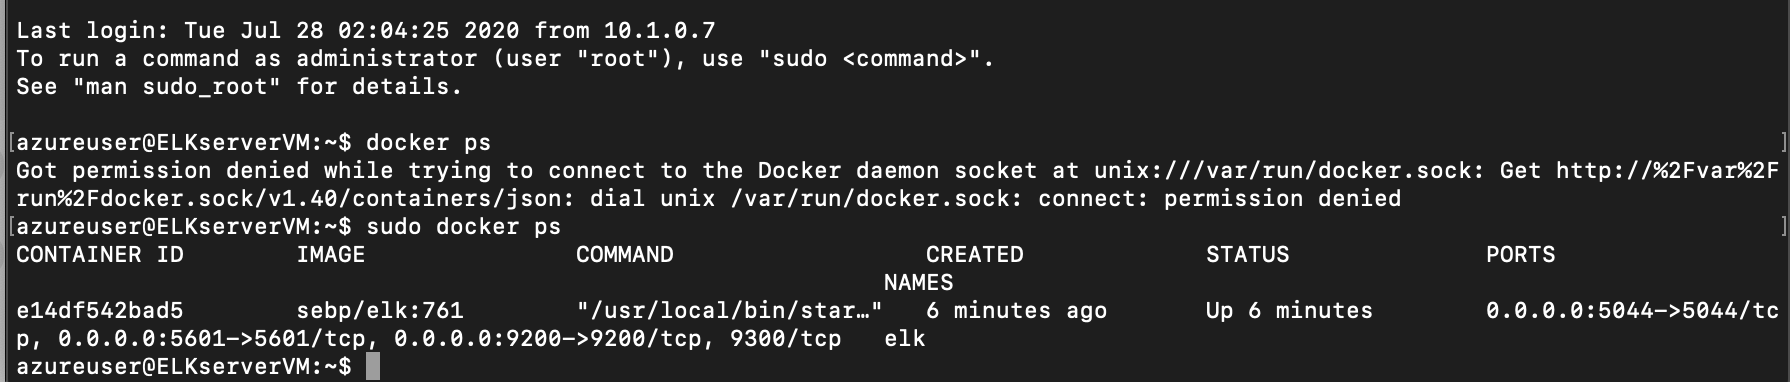 Last login: Tue Jul 28 02:04:25 2020 from 10.1.0.7
To run a command as administrator (user "root"), use "sudo <command>".
See "man sudo_root" for details.

[azureuser@ELKserverVM:~$ docker ps ]
Got permission denied while trying to connect to the Docker daemon socket at unix:///var/run/docker.sock: Get http://%2Fvar%2F
run%2Fdocker.sock/v1.40/containers/json: dial unix /var/run/docker.sock: connect: permission denied
[azureuser@ELKserverVM:~$ sudo docker ps ]
CONTAINER ID        IMAGE               COMMAND                  CREATED             STATUS              PORTS
                                                              NAMES
e14df542bad5        sebp/elk:761        "/usr/local/bin/star…"   6 minutes ago       Up 6 minutes        0.0.0.0:5044->5044/tc
p, 0.0.0.0:5601->5601/tcp, 0.0.0.0:9200->9200/tcp, 9300/tcp   elk
azureuser@ELKserverVM:~$